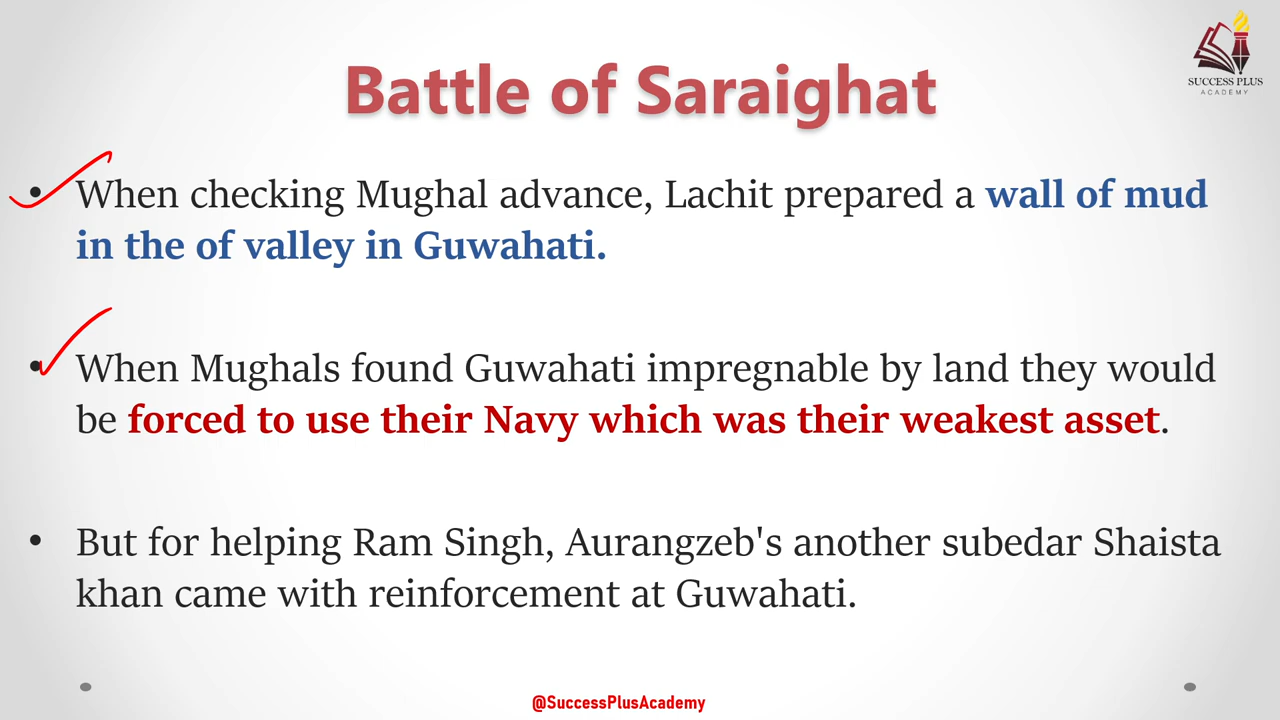 SUCCESS PLUS
ACADEMY
Battle of Saraighat
• When checking Mughal advance, Lachit prepared a wall of mud
in the of valley in Guwahati.
• When Mughals found Guwahati impregnable by land they would
be forced to use their Navy which was their weakest asset.
• But for helping Ram Singh, Aurangzeb's another subedar Shaista
khan came with reinforcement at Guwahati.
@SuccessPlusAcademy